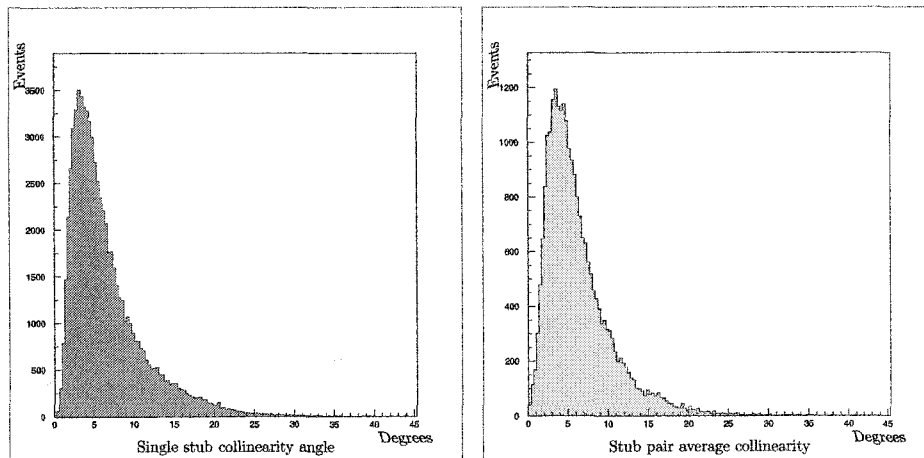 Events
3500
3000
2500
2000
1500
1000
500
0
0 5 10 15 20 25 30 35 40 45
Degrees
Single stub collinearity angle
Events
1200
1000
800
600
400
200
0
0 5 10 15 20 25 30 35 40 45
Degrees
Stub pair average collinearity